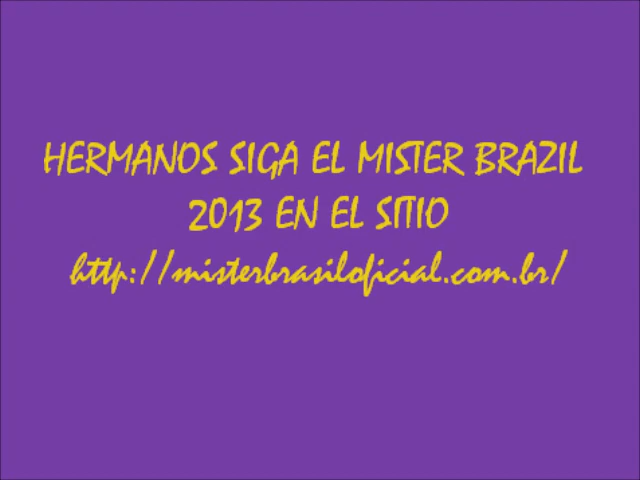 HERMANOS SIGA EL MISTER BRAZIL
2013 EN EL SITIO
http://misterbrasiloficial.com.br/